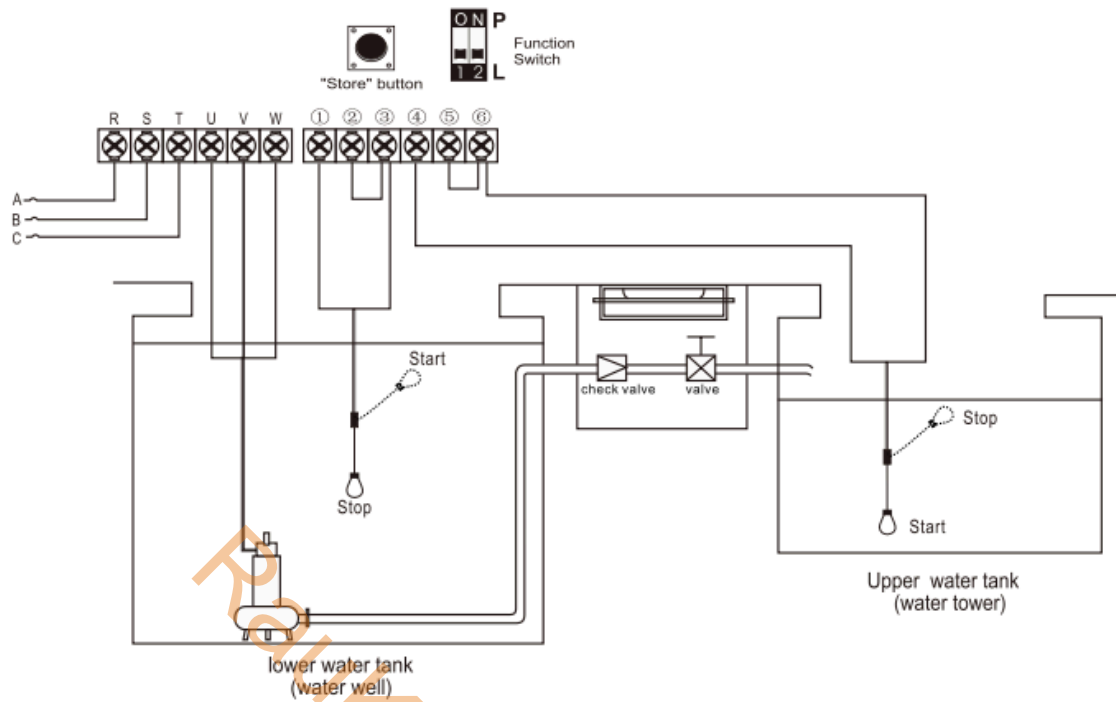 ON P
Function
Switch
1 2 L
"Store" button
R S T U V W ① ② ③ ④ ⑤ ⑥
A
B
C
Start
Stop
check valve
valve
Stop
Start
Upper water tank
(water tower)
lower water tank
(water well)